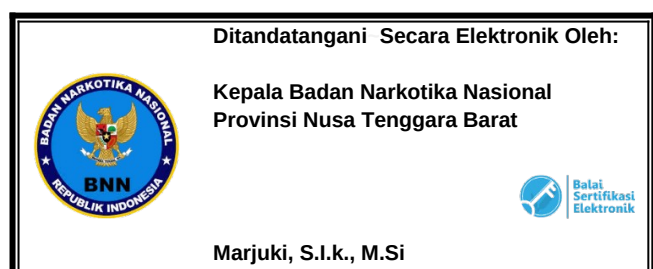 Ditandatangani Secara Elektronik Oleh:
Kepala Badan Narkotika Nasional
Provinsi Nusa Tenggara Barat
BADAN NARKOTIKA NASIONAL
BNN
REPUBLIK INDONESIA
Balai
Sertifikasi
Elektronik
Marjuki, S.I.k., M.Si